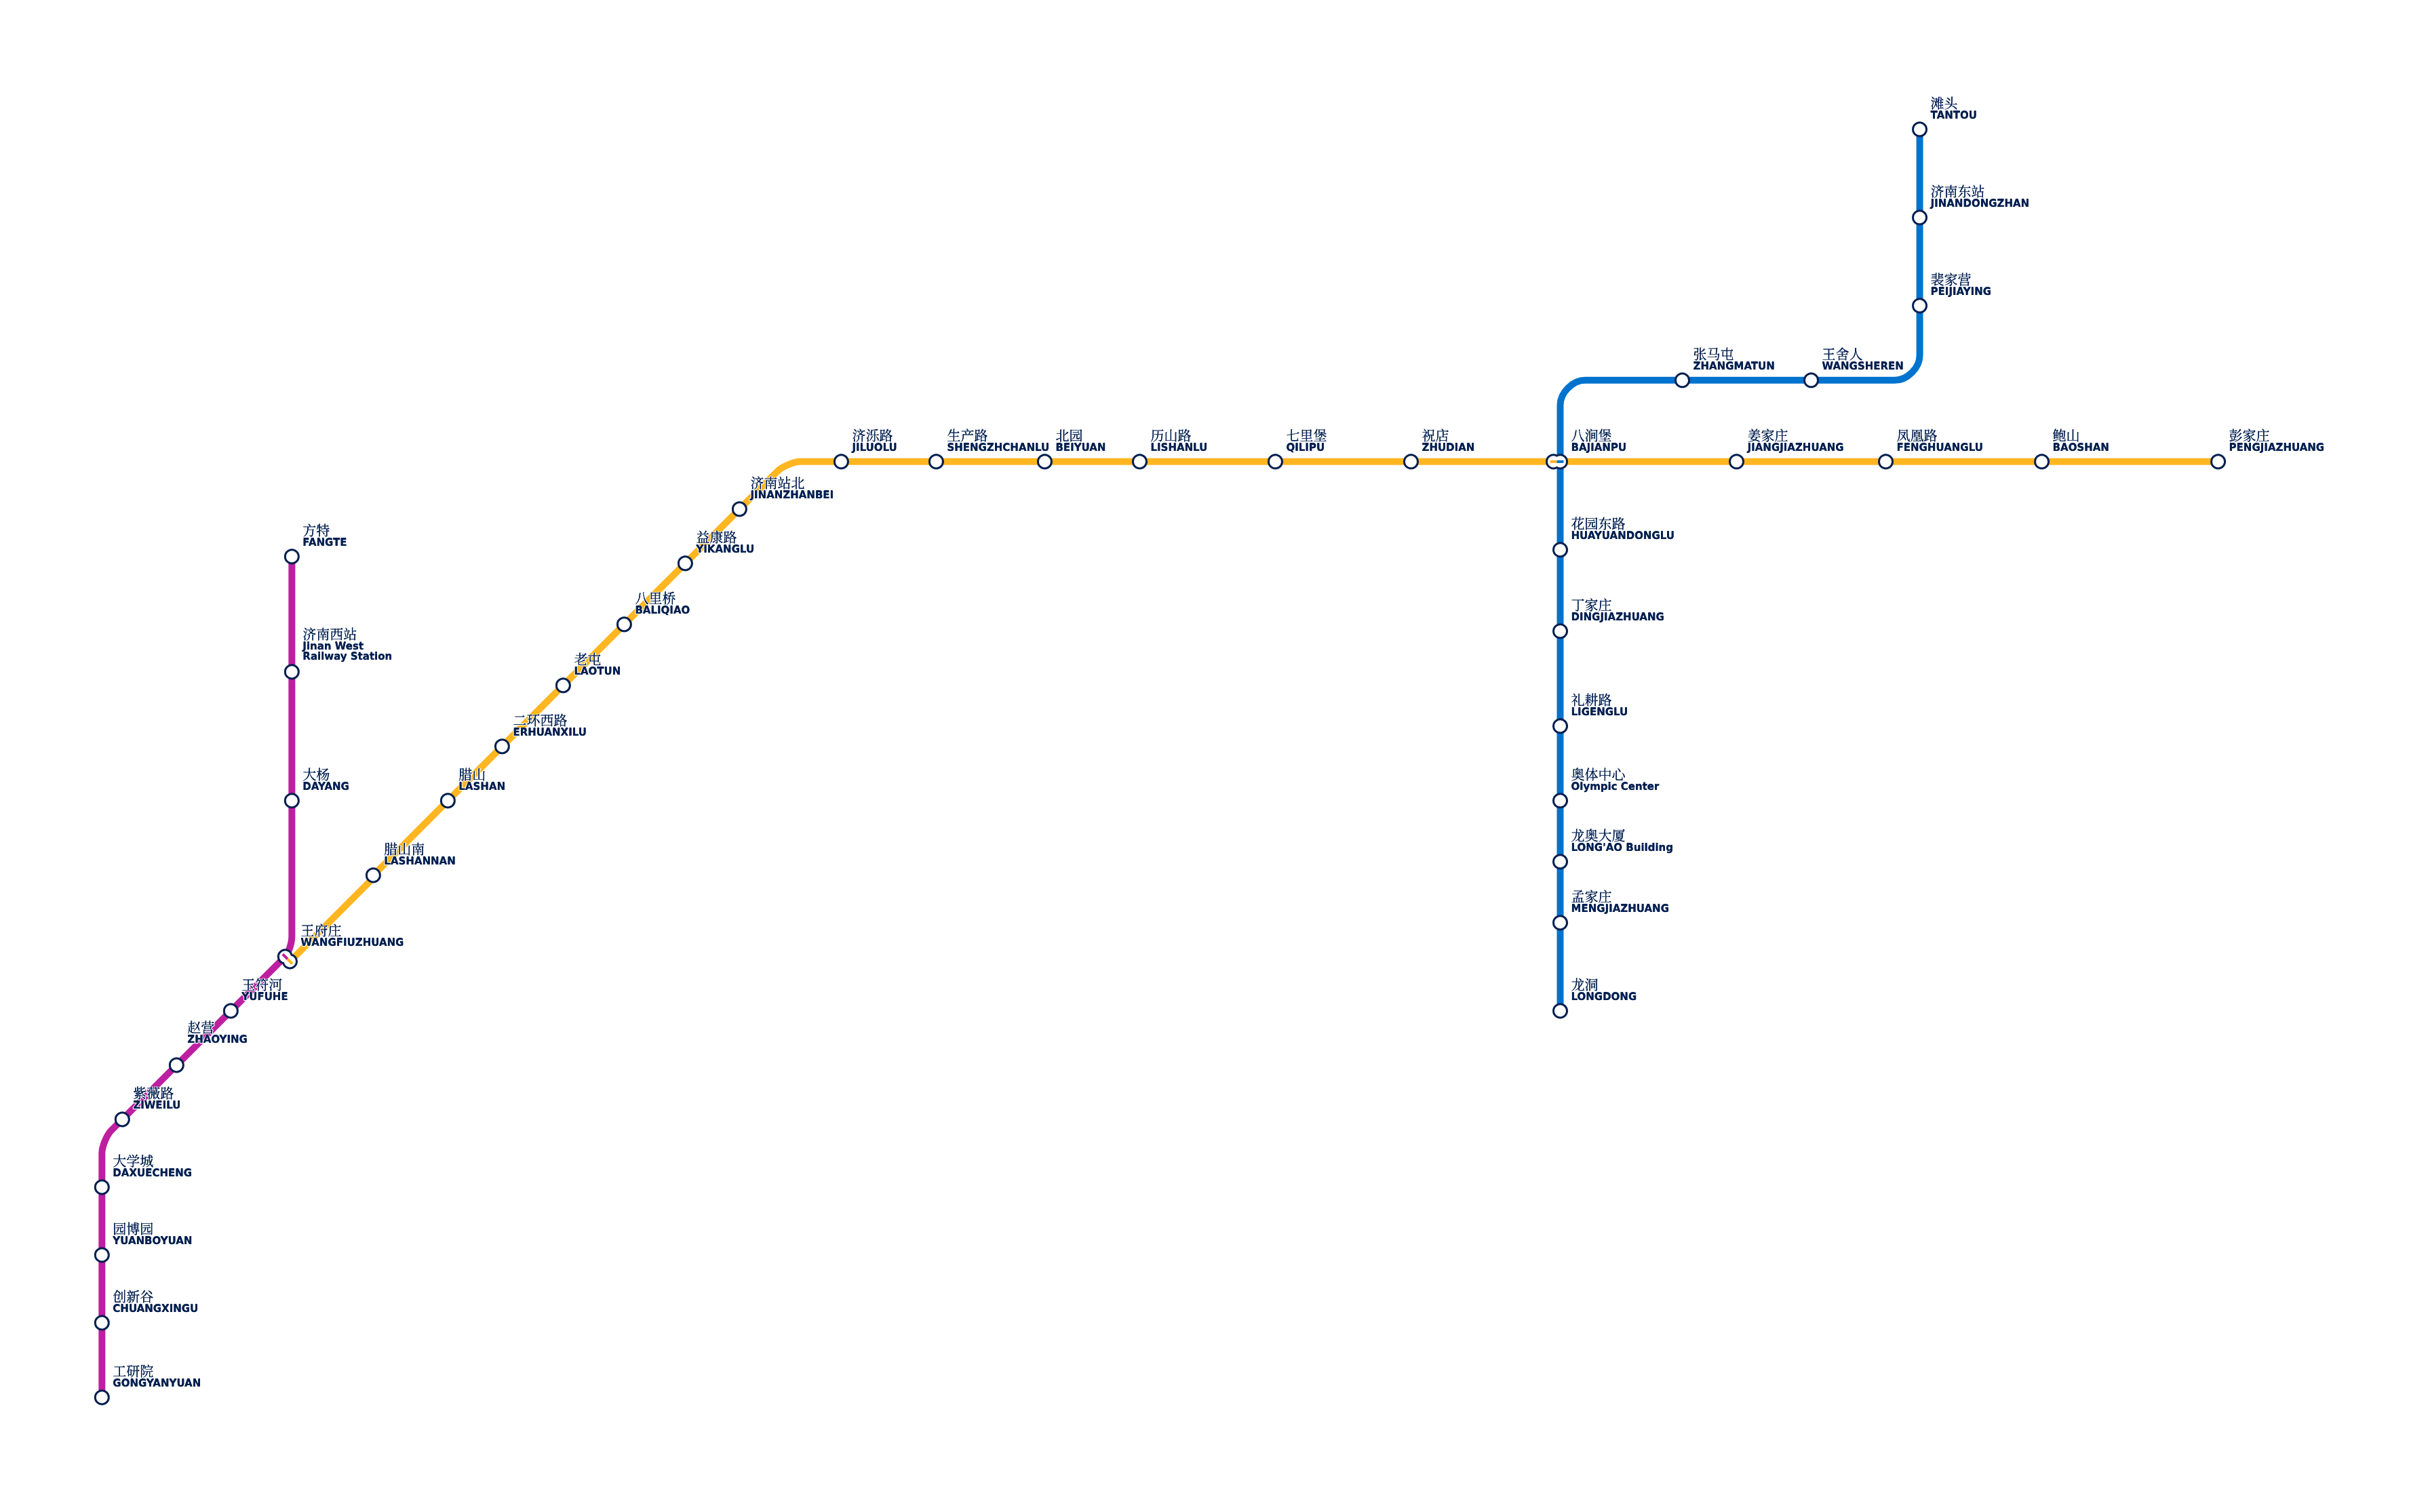 滩头
TANTOU
济南东站
JINANDONGZHAN
裴家营
PEIJIAYING
张马屯
ZHANGMATUN
王舍人
WANGSHEREN
济泺路
JILUOLU
生产路
SHENGZHCHANLU
北园
BEIYUAN
历山路
LISHANLU
七里堡
QILIPU
祝店
ZHUDIAN
八涧堡
BAJIANPU
姜家庄
JIANGJIAZHUANG
凤凰路
FENGHUANGLU
鲍山
BAOSHAN
彭家庄
PENGJIAZHUANG
济南站北
JINANZHANBEI
益康路
YIKANGLU
八里桥
BALIQIAO
老屯
LAOTUN
二环西路
ERHUANXILU
腊山
LASHAN
腊山南
LASHANNAN
方特
FANGTE
济南西站
Jinan West
Railway Station
大杨
DAYANG
王府庄
WANGFIUZHUANG
玉符河
YUFUHE
赵营
ZHAOYING
紫薇路
ZIWEILU
大学城
DAXUECHENG
园博园
YUANBOYUAN
创新谷
CHUANGXINGU
工研院
GONGYANYUAN
花园东路
HUAYUANDONGLU
丁家庄
DINGJIAZHUANG
礼耕路
LIGENGLU
奥体中心
Olympic Center
龙奥大厦
LONG'AO Building
孟家庄
MENGJIAZHUANG
龙洞
LONGDONG